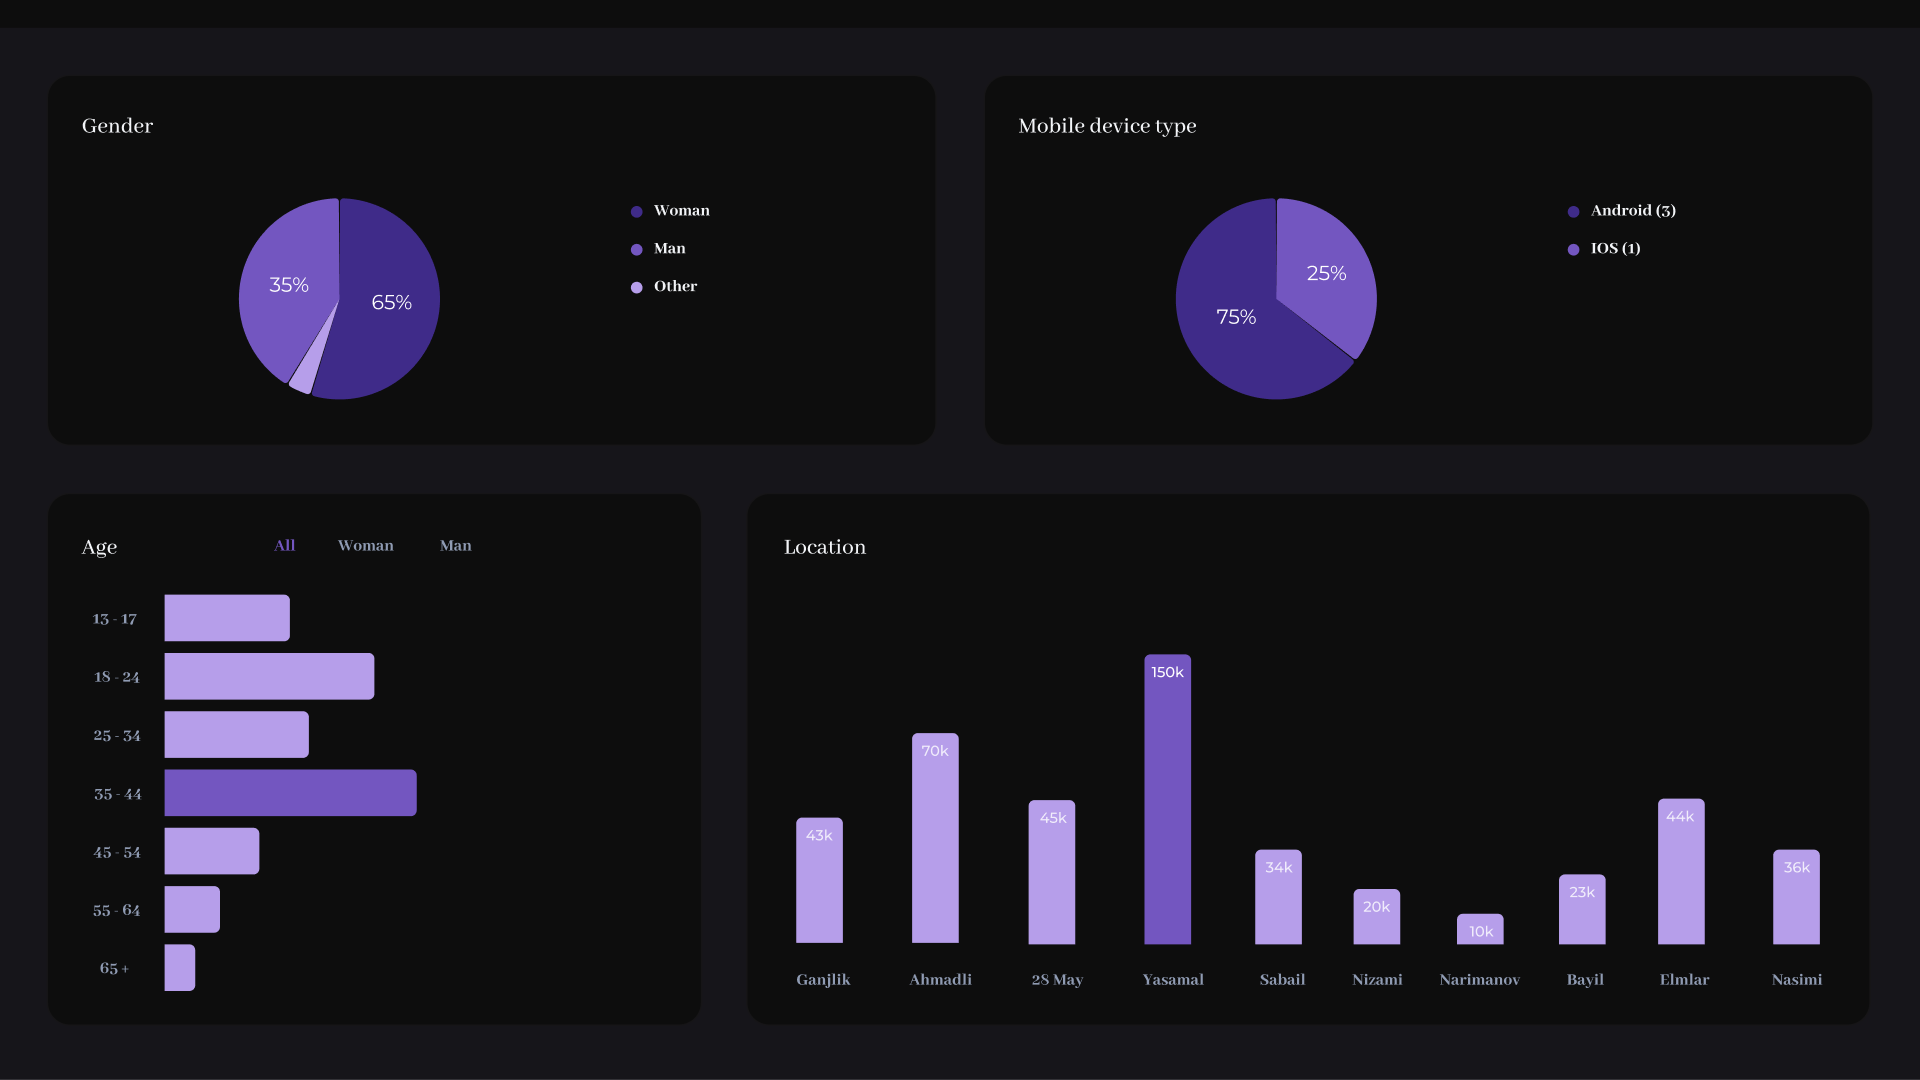 Gender
35%
65%
Woman
Man
Other
Mobile device type
25%
75%
Android (3)
IOS (1)
Age
All
Woman
Man
13 - 17
18 - 24
25 - 34
35 - 44
45 - 54
55 - 64
65 +
Location
43k
70k
45k
150k
34k
20k
10k
23k
44k
36k
Ganjlik
Ahmadli
28 May
Yasamal
Sabail
Nizami
Narimanov
Bayil
Elmlar
Nasimi